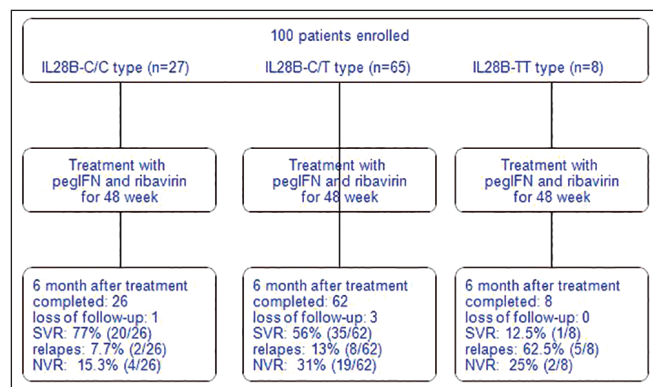 100 patients enrolled
IL28B-C/C type (n=27)
IL28B-C/T type (n=65)
IL28B-TT type (n=8)
Treatment with
pegIFN and ribavirin
for 48 week
Treatment with
pegIFN and ribavirin
for 48 week
Treatment with
pegIFN and ribavirin
for 48 week
6 month after treatment
completed: 26
loss of follow-up: 1
SVR: 77% (20/26)
relapes: 7.7% (2/26)
NVR: 15.3% (4/26)
6 month after treatment
completed: 62
loss of follow-up: 3
SVR: 56% (35/62)
relapes: 13% (8/62)
NVR: 31% (19/62)
6 month after treatment
completed: 8
loss of follow-up: 0
SVR: 12.5% (1/8)
relapes: 62.5% (5/8)
NVR: 25% (2/8)